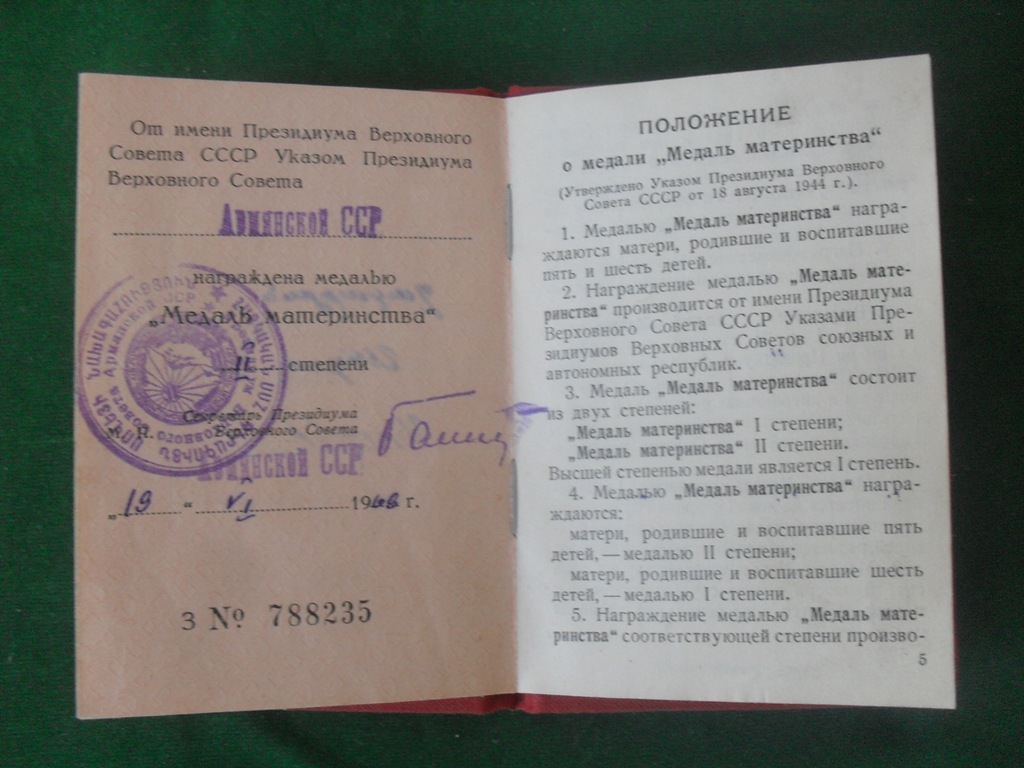 От имени Президиума Верховного
Совета СССР Указом Президиума
Верховного Совета
Армянской ССР
награждена медалью
„Медаль материнства“
II степени
Секретарь Президиума
М. П. Верховного Совета
Армянской ССР
„19“ VI 1966 г.
З № 788235
ПОЛОЖЕНИЕ
о медали „Медаль материнства“
(Утверждено Указом Президиума Верховного
Совета СССР от 18 августа 1944 г.).
1. Медалью „Медаль материнства“ награ-
ждаются матери, родившие и воспитавшие
пять и шесть детей.
2. Награждение медалью „Медаль мате-
ринства“ производится от имени Президиума
Верховного Совета СССР Указами Пре-
зидиумов Верховных Советов союзных и
автономных республик.
3. Медаль „Медаль материнства“ состоит
из двух степеней:
„Медаль материнства“ I степени;
„Медаль материнства“ II степени.
Высшей степенью медали является I степень.
4. Медалью „Медаль материнства“ награ-
ждаются:
матери, родившие и воспитавшие пять
детей, — медалью II степени;
матери, родившие и воспитавшие шесть
детей, — медалью I степени.
5. Награждение медалью „Медаль мате-
ринства“ соответствующей степени произво-
5